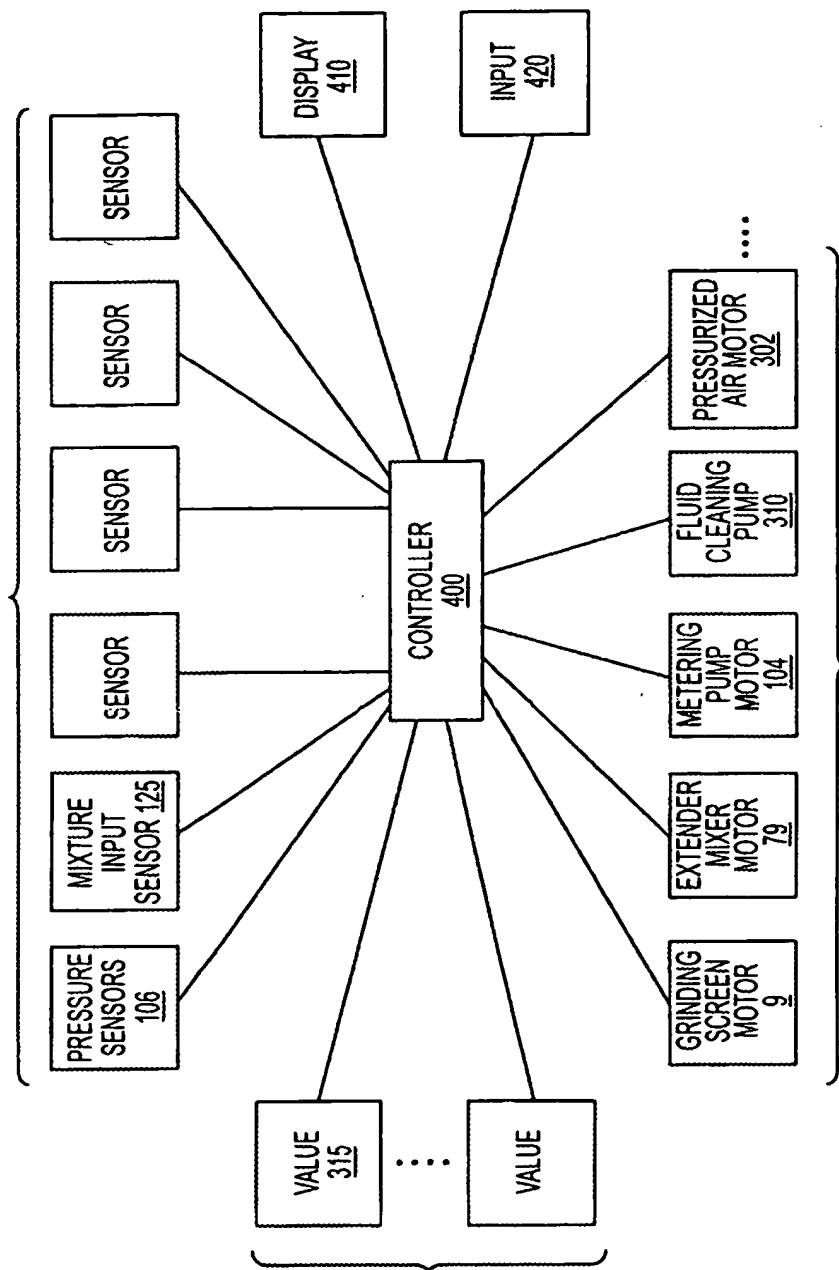 PRESSURE
SENSORS
106
MIXTURE
INPUT
SENSOR 125
SENSOR
SENSOR
SENSOR
SENSOR
DISPLAY
410
INPUT
420
CONTROLLER
400
VALUE
315
....
VALUE
GRINDING
SCREEN
MOTOR
9
EXTENDER
MIXER
MOTOR
79
METERING
PUMP
MOTOR
104
FLUID
CLEANING
PUMP
310
PRESSURIZED
AIR MOTOR
302
....